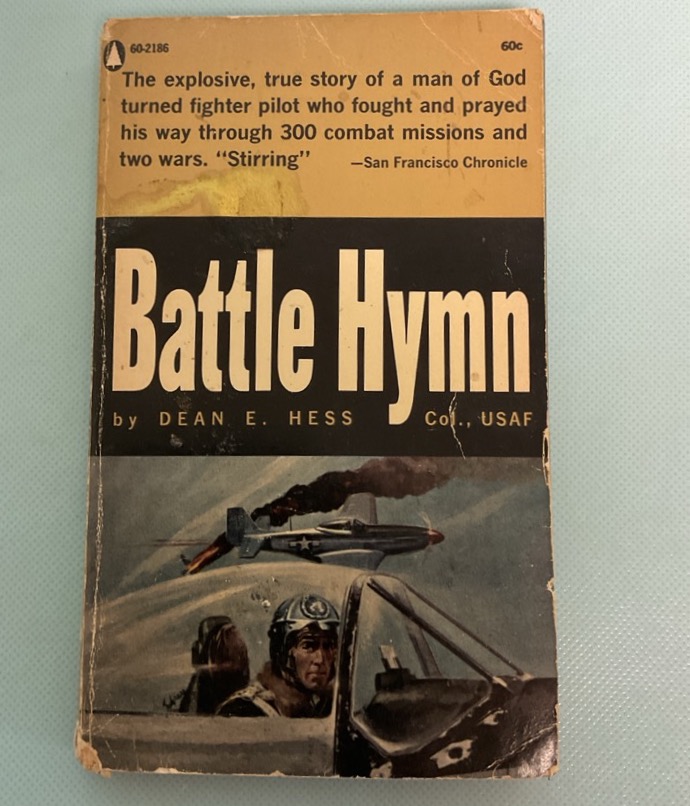 60-2186
60c
The explosive, true story of a man of God
turned fighter pilot who fought and prayed
his way through 300 combat missions and
two wars. “Stirring” —San Francisco Chronicle
Battle Hymn
by DEAN E. HESS Col., USAF